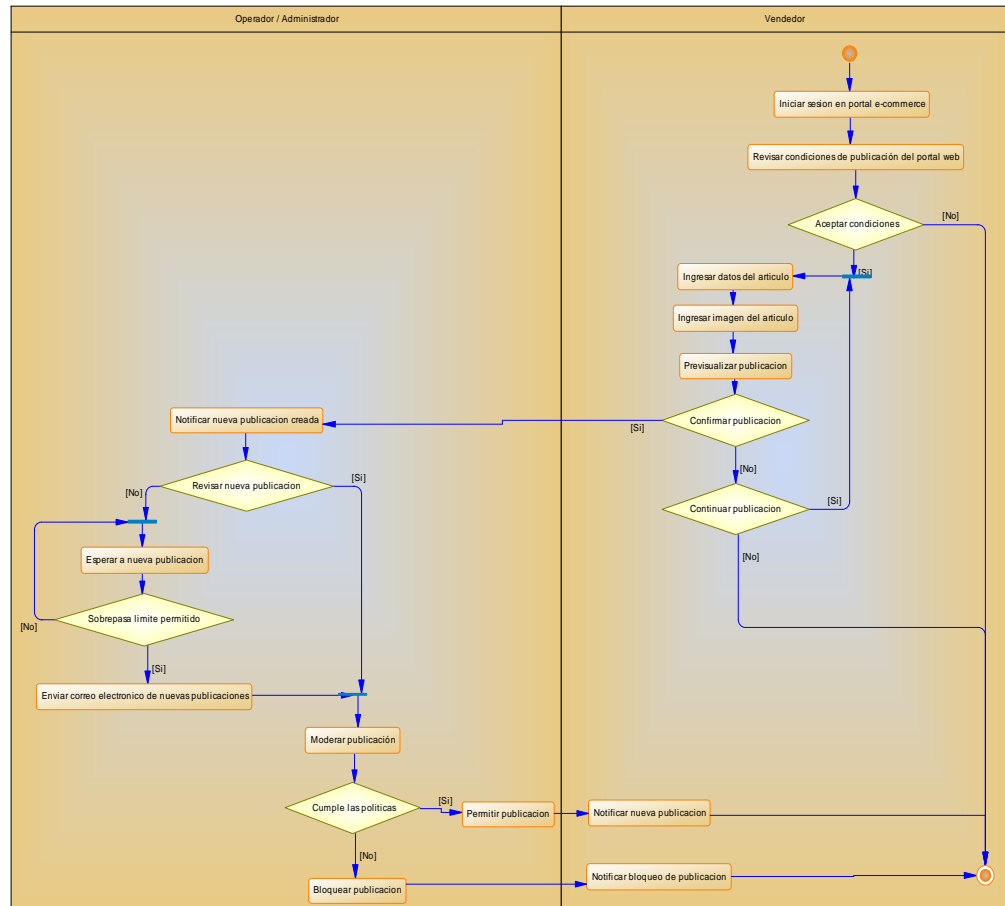 Operador / Administrador
Vendedor
Iniciar sesion en portal e-commerce
Revisar condiciones de publicación del portal web
Aceptar condiciones
[No]
[Si]
Ingresar datos del articulo
Ingresar imagen del articulo
Previsualizar publicacion
Confirmar publicacion
[Si]
[No]
Notificar nueva publicacion creada
Revisar nueva publicacion
[Si]
[No]
Continuar publicacion
[Si]
[No]
Esperar a nueva publicacion
Sobrepasa limite permitido
[No]
[Si]
Enviar correo electronico de nuevas publicaciones
Moderar publicación
Cumple las politicas
[Si]
Permitir publicacion
Notificar nueva publicacion
[No]
Bloquear publicacion
Notificar bloqueo de publicacion